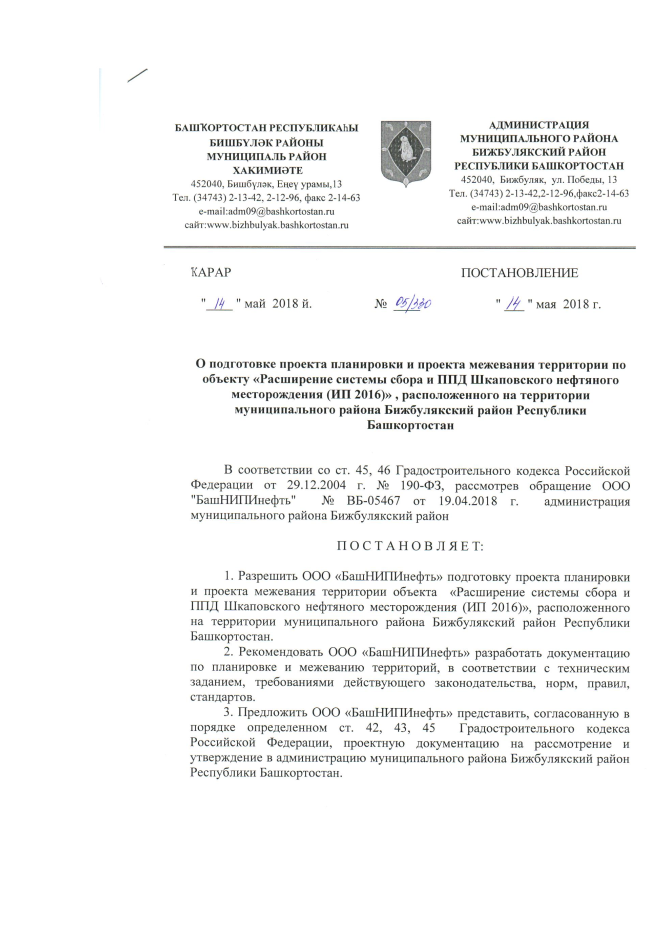 БАШҠОРТОСТАН РЕСПУБЛИКАҺЫ
БИШБҮЛӘК РАЙОНЫ
МУНИЦИПАЛЬ РАЙОН
ХАКИМИӘТЕ
452040, Бишбүләк, Еңеү урамы,13
Тел. (34743) 2-13-42, 2-12-96, факс 2-14-63
e-mail:adm09@bashkortostan.ru
сайт:www.bizhbulyak.bashkortostan.ru
АДМИНИСТРАЦИЯ
МУНИЦИПАЛЬНОГО РАЙОНА
БИЖБУЛЯКСКИЙ РАЙОН
РЕСПУБЛИКИ БАШКОРТОСТАН
452040, Бижбуляк, ул. Победы, 13
Тел. (34743) 2-13-42,2-12-96,факс2-14-63
e-mail:adm09@bashkortostan.ru
сайт:www.bizhbulyak.bashkortostan.ru
ҠАРАР ПОСТАНОВЛЕНИЕ
" 14 " май 2018 й. № 05/330 " 14 " мая 2018 г.
О подготовке проекта планировки и проекта межевания территории по
объекту «Расширение системы сбора и ППД Шкаповского нефтяного
месторождения (ИП 2016)» , расположенного на территории
муниципального района Бижбулякский район Республики
Башкортостан
В соответствии со ст. 45, 46 Градостроительного кодекса Российской
Федерации от 29.12.2004 г. № 190-ФЗ, рассмотрев обращение ООО
"БашНИПИнефть" № ВБ-05467 от 19.04.2018 г. администрация
муниципального района Бижбулякский район
П О С Т А Н О В Л Я Е Т:
1. Разрешить ООО «БашНИПИнефть» подготовку проекта планировки
и проекта межевания территории объекта «Расширение системы сбора и
ППД Шкаповского нефтяного месторождения (ИП 2016)», расположенного
на территории муниципального района Бижбулякский район Республики
Башкортостан.
2. Рекомендовать ООО «БашНИПИнефть» разработать документацию
по планировке и межеванию территорий, в соответствии с техническим
заданием, требованиями действующего законодательства, норм, правил,
стандартов.
3. Предложить ООО «БашНИПИнефть» представить, согласованную в
порядке определенном ст. 42, 43, 45 Градостроительного кодекса
Российской Федерации, проектную документацию на рассмотрение и
утверждение в администрацию муниципального района Бижбулякский район
Республики Башкортостан.